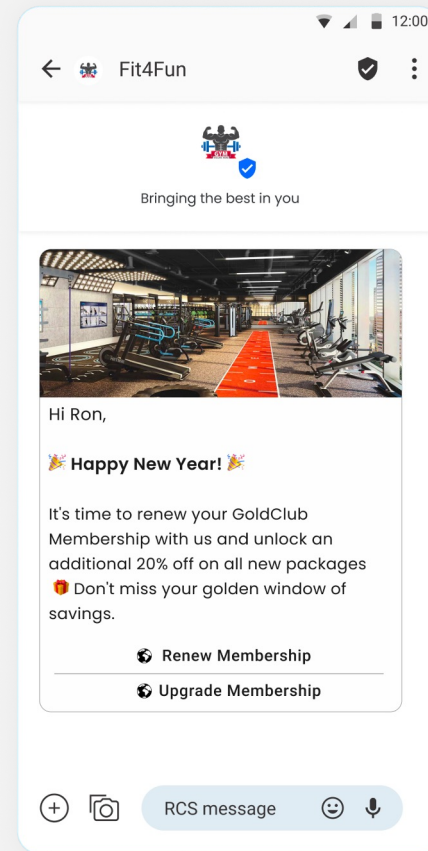 12:00
Fit4Fun
GYM
Bringing the best in you
Hi Ron,
🎉 Happy New Year! 🎉
It's time to renew your GoldClub
Membership with us and unlock an
additional 20% off on all new packages
🎁 Don't miss your golden window of
savings.
Renew Membership
Upgrade Membership
RCS message